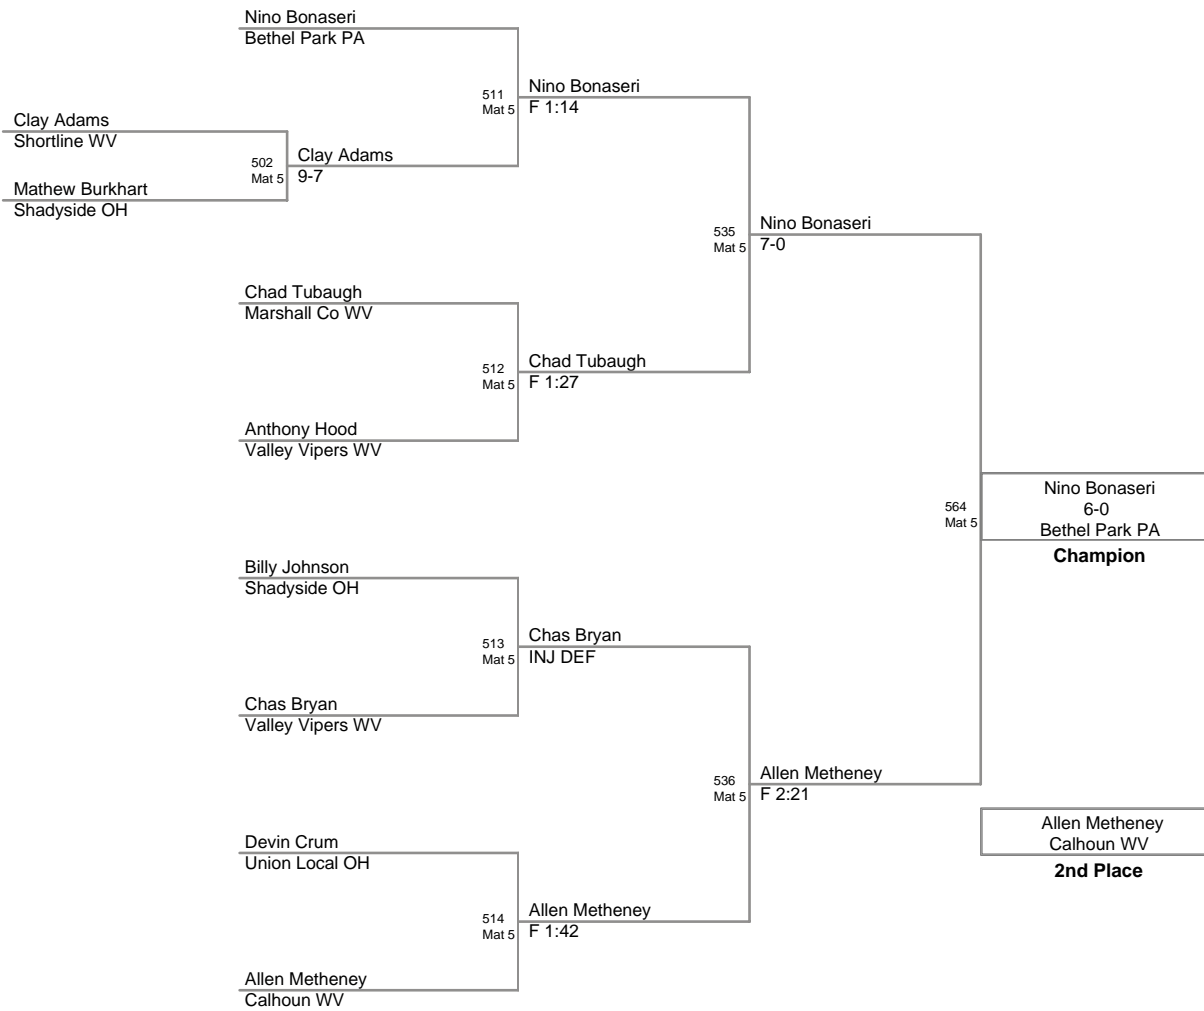 Nino Bonaseri
Bethel Park PA
511
Mat 5
Nino Bonaseri
F 1:14
Clay Adams
Shortline WV
502
Mat 5
Clay Adams
9-7
Mathew Burkhart
Shadyside OH
535
Mat 5
Nino Bonaseri
7-0
Chad Tubaugh
Marshall Co WV
512
Mat 5
Chad Tubaugh
F 1:27
Anthony Hood
Valley Vipers WV
564
Mat 5
Nino Bonaseri
6-0
Bethel Park PA
Champion
Billy Johnson
Shadyside OH
513
Mat 5
Chas Bryan
INJ DEF
Chas Bryan
Valley Vipers WV
536
Mat 5
Allen Metheney
F 2:21
Allen Metheney
Calhoun WV
2nd Place
Devin Crum
Union Local OH
514
Mat 5
Allen Metheney
F 1:42
Allen Metheney
Calhoun WV